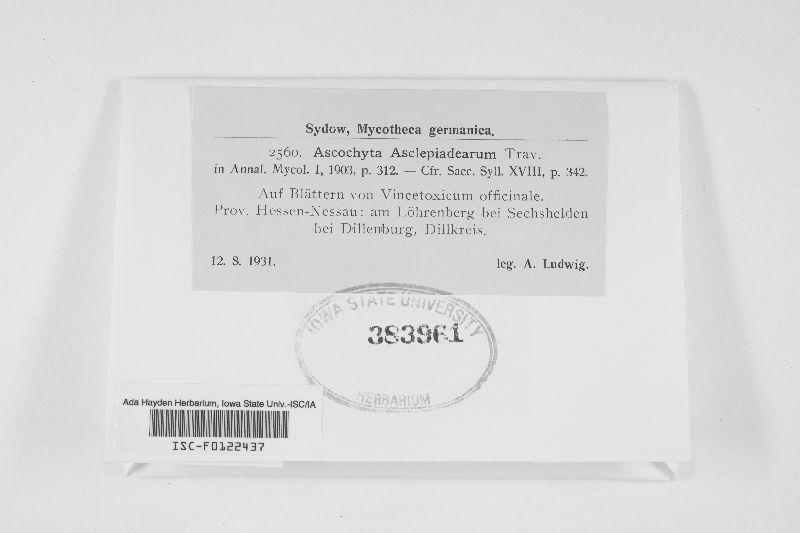 Sydow, Mycotheca germanica.
2560. Ascochyta Asclepiadearum Trav.
in Annal. Mycol. I, 1903, p. 312. — Cfr. Sacc. Syll. XVIII, p. 342.
Auf Blättern von Vincetoxicum officinale.
Prov. Hessen-Nessau: am Löhrenberg bei Sechshelden
bei Dillenburg, Dillkreis.
12. 8. 1931. leg. A. Ludwig.
IOWA STATE UNIVERSITY
383961
HERBARIUM
Ada Hayden Herbarium, Iowa State Univ.-ISC/IA
ISC-F0122437